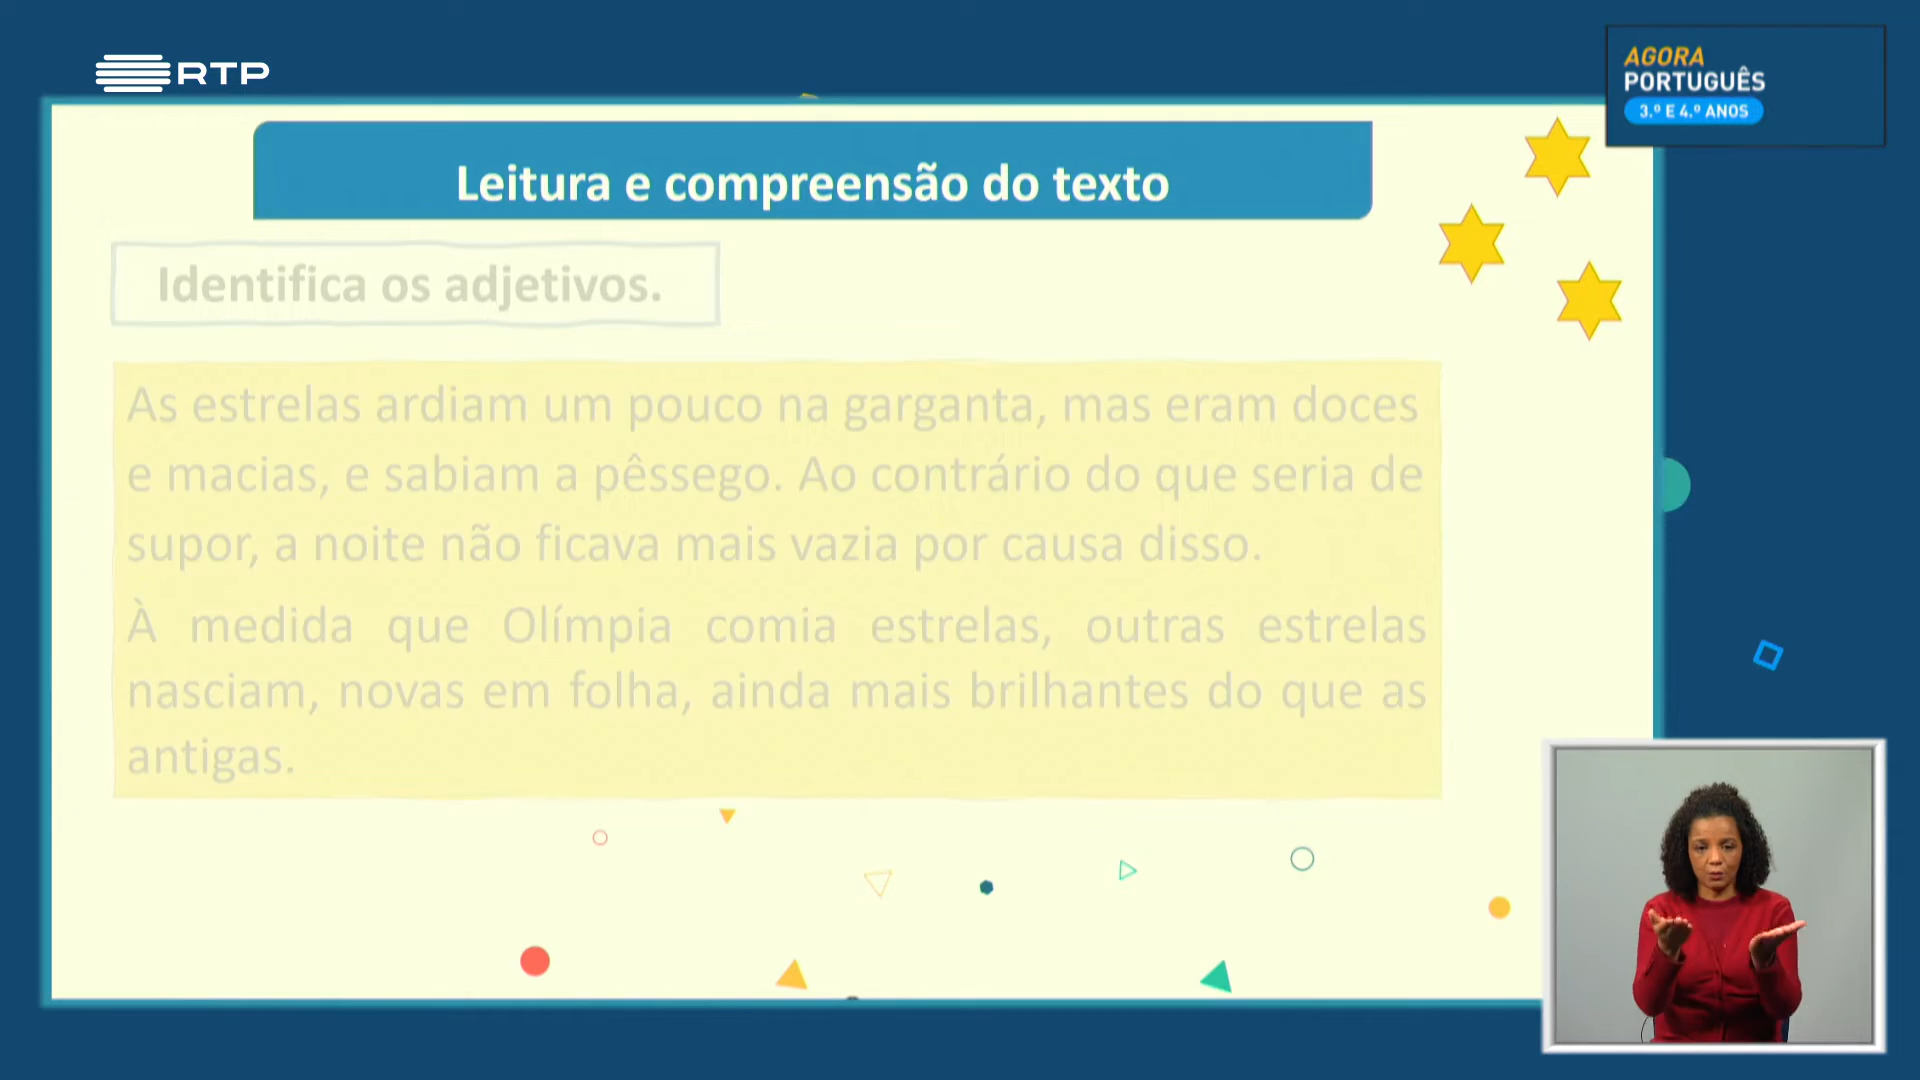 RTP
AGORA
PORTUGUÊS
3.º E 4.º ANOS
Leitura e compreensão do texto
Identifica os adjetivos.
As estrelas ardiam um pouco na garganta, mas eram doces
e macias, e sabiam a pêssego. Ao contrário do que seria de
supor, a noite não ficava mais vazia por causa disso.
À medida que Olímpia comia estrelas, outras estrelas
nasciam, novas em folha, ainda mais brilhantes do que as
antigas.